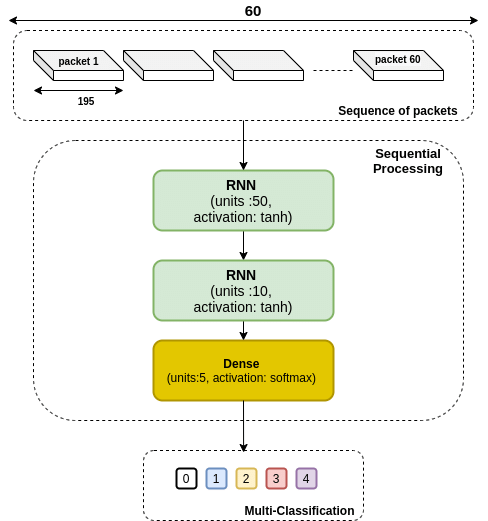 60
packet 1
packet 60
195
Sequence of packets
Sequential
Processing
RNN
(units :50,
activation: tanh)
RNN
(units :10,
activation: tanh)
Dense
(units:5, activation: softmax)
0 1 2 3 4
Multi-Classification